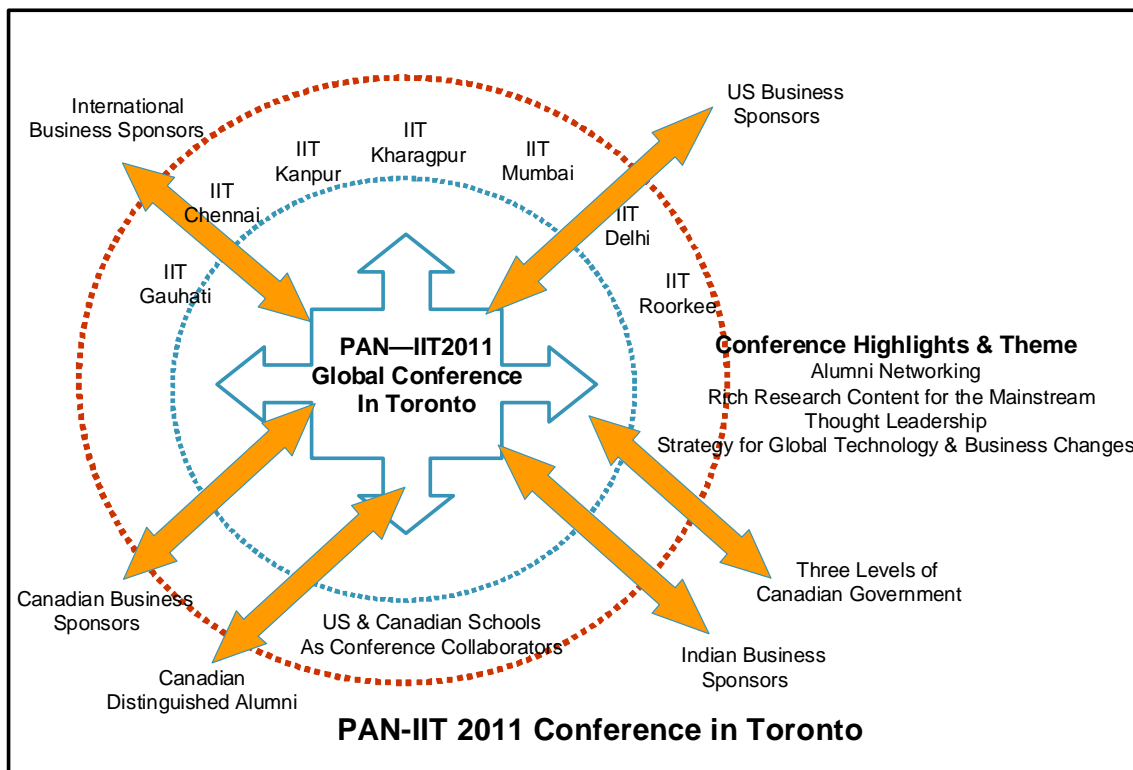 International
Business Sponsors
US Business
Sponsors
IIT
Kharagpur
IIT
Kanpur
IIT
Mumbai
IIT
Chennai
IIT
Delhi
IIT
Gauhati
IIT
Roorkee
PAN—IIT2011
Global Conference
In Toronto
Conference Highlights & Theme
Alumni Networking
Rich Research Content for the Mainstream
Thought Leadership
Strategy for Global Technology & Business Changes
Three Levels of
Canadian Government
Canadian Business
Sponsors
US & Canadian Schools
As Conference Collaborators
Indian Business
Sponsors
Canadian
Distinguished Alumni
PAN-IIT 2011 Conference in Toronto